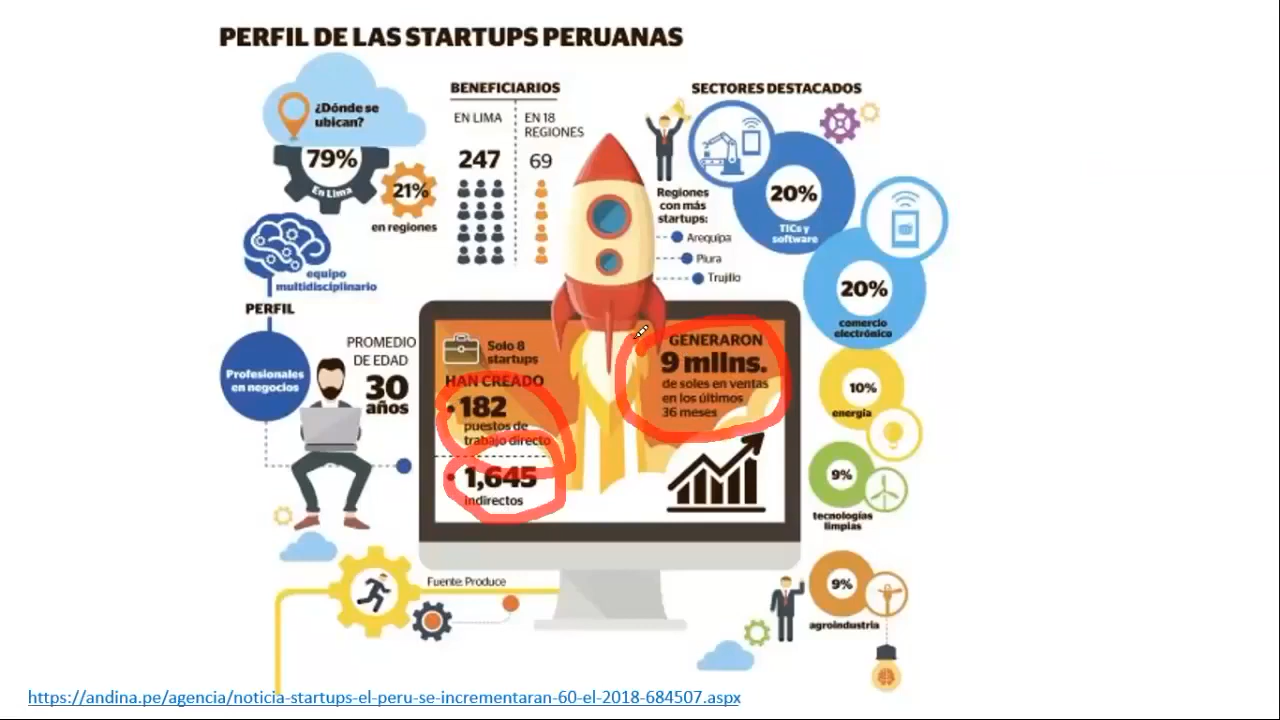 PERFIL DE LAS STARTUPS PERUANAS
¿Dónde se
ubican?
79%
En Lima
21%
en regiones
BENEFICIARIOS
EN LIMA
247
EN 18
REGIONES
69
SECTORES DESTACADOS
20%
TICs y
software
20%
comercio
electrónico
10%
energía
9%
tecnologías
limpias
9%
agroindustria
Regiones
con más
startups:
Arequipa
Piura
Trujillo
equipo
multidisciplinario
PERFIL
Profesionales
en negocios
PROMEDIO
DE EDAD
30
años
Solo 8
startups
HAN CREADO
• 182
puestos de
trabajo directo
• 1,645
indirectos
GENERARON
9 mllns.
de soles en ventas
en los últimos
36 meses
Fuente: Produce
https://andina.pe/agencia/noticia-startups-el-peru-se-incrementaran-60-el-2018-684507.aspx